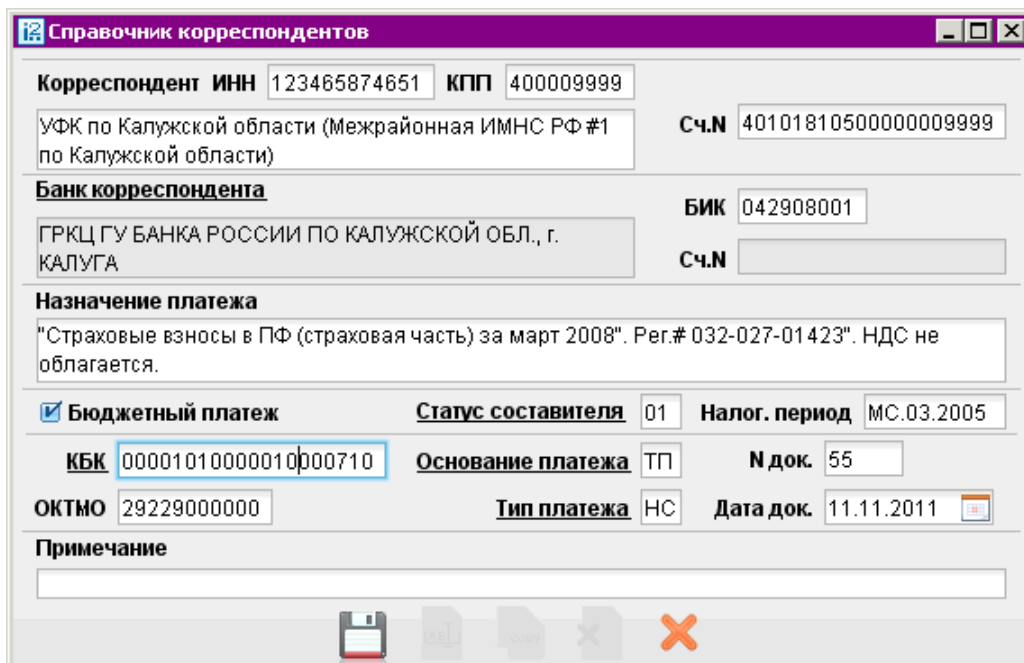 Справочник корреспондентов
Корреспондент ИНН 123465874651 КПП 400009999
УФК по Калужской области (Межрайонная ИМНС РФ #1
по Калужской области)
Сч.N 40101810500000009999
Банк корреспондента
БИК 042908001
ГРКЦ ГУ БАНКА РОССИИ ПО КАЛУЖСКОЙ ОБЛ., г.
КАЛУГА
Сч.N
Назначение платежа
"Страховые взносы в ПФ (страховая часть) за март 2008". Рег.# 032-027-01423". НДС не
облагается.
Бюджетный платеж Статус составителя 01 Налог. период МС.03.2005
КБК 00001010000010000710 Основание платежа ТП N док. 55
ОКТМО 29229000000 Тип платежа НС Дата док. 11.11.2011
Примечание